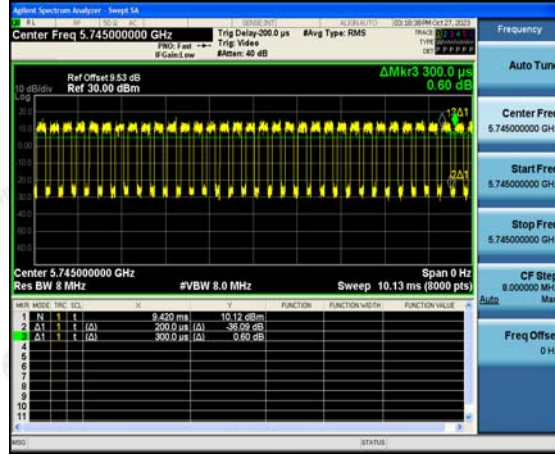 Agilent Spectrum Analyzer - Swept SA
RL RF 50 Ω AC SENSE:INT ALIGN AUTO 03:18:38 PM Oct 27, 2023
Center Freq 5.745000000 GHz
PNO: Fast
IFGain:Low
Trig Delay-200.0 µs
Trig: Video
#Atten: 40 dB
#Avg Type: RMS
TRACE 1 2 3 4 5 6
TYPE
DET P P P P P P
Frequency
Auto Tune
Ref Offset 9.53 dB
10 dB/div Ref 30.00 dBm
Log
ΔMkr3 300.0 µs
0.60 dB
20.0
10.0
0.00
-10.0
-20.0
-30.0
-40.0
-50.0
-60.0
Center Freq
5.745000000 GH
Start Freq
5.745000000 GH
Stop Freq
5.745000000 GH
CF Step
8.000000 MH
Auto Ma
Freq Offse
0 H
Center 5.745000000 GHz Span 0 Hz
Res BW 8 MHz #VBW 8.0 MHz Sweep 10.13 ms (8000 pts)
MKR MODE TRC SCL X Y FUNCTION FUNCTION WIDTH FUNCTION VALUE
1 N 1 t 9.420 ms 10.12 dBm
2 Δ1 1 t (Δ) 200.0 µs (Δ) -36.09 dB
3 Δ1 1 t (Δ) 300.0 µs (Δ) 0.60 dB
4
5
6
7
8
9
10
11
MSG STATUS